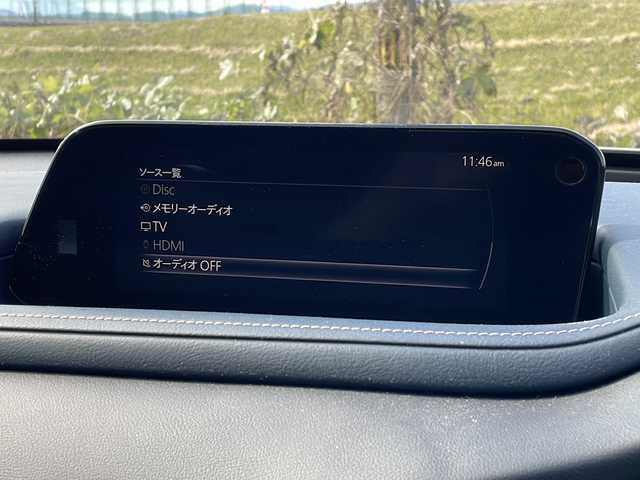 11:46am
ソース一覧
Disc
メモリーオーディオ
TV
HDMI
オーディオ OFF